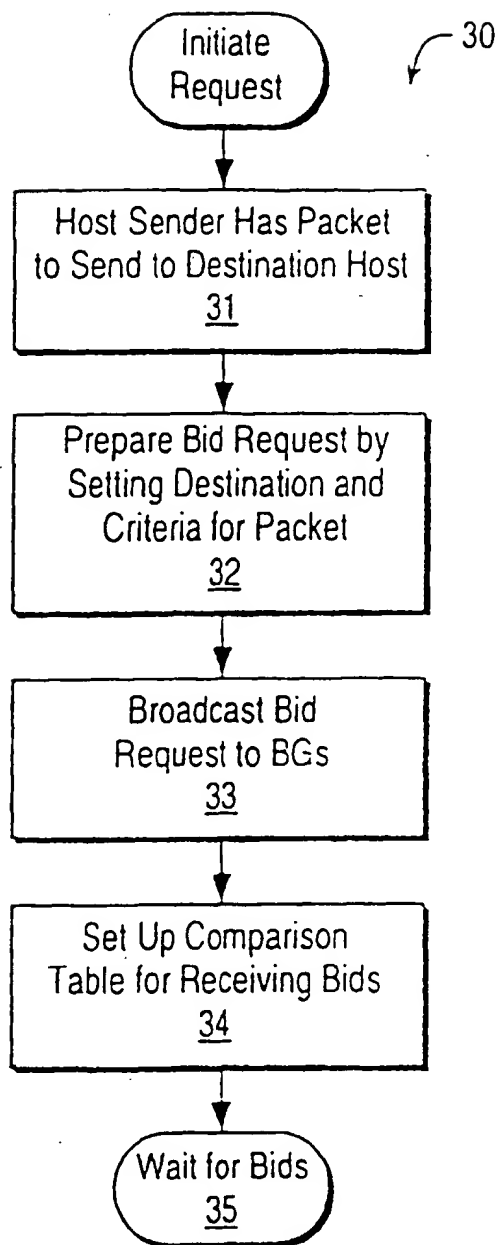 Initiate
Request
30
Host Sender Has Packet
to Send to Destination Host
31
Prepare Bid Request by
Setting Destination and
Criteria for Packet
32
Broadcast Bid
Request to BGs
33
Set Up Comparison
Table for Receiving Bids
34
Wait for Bids
35